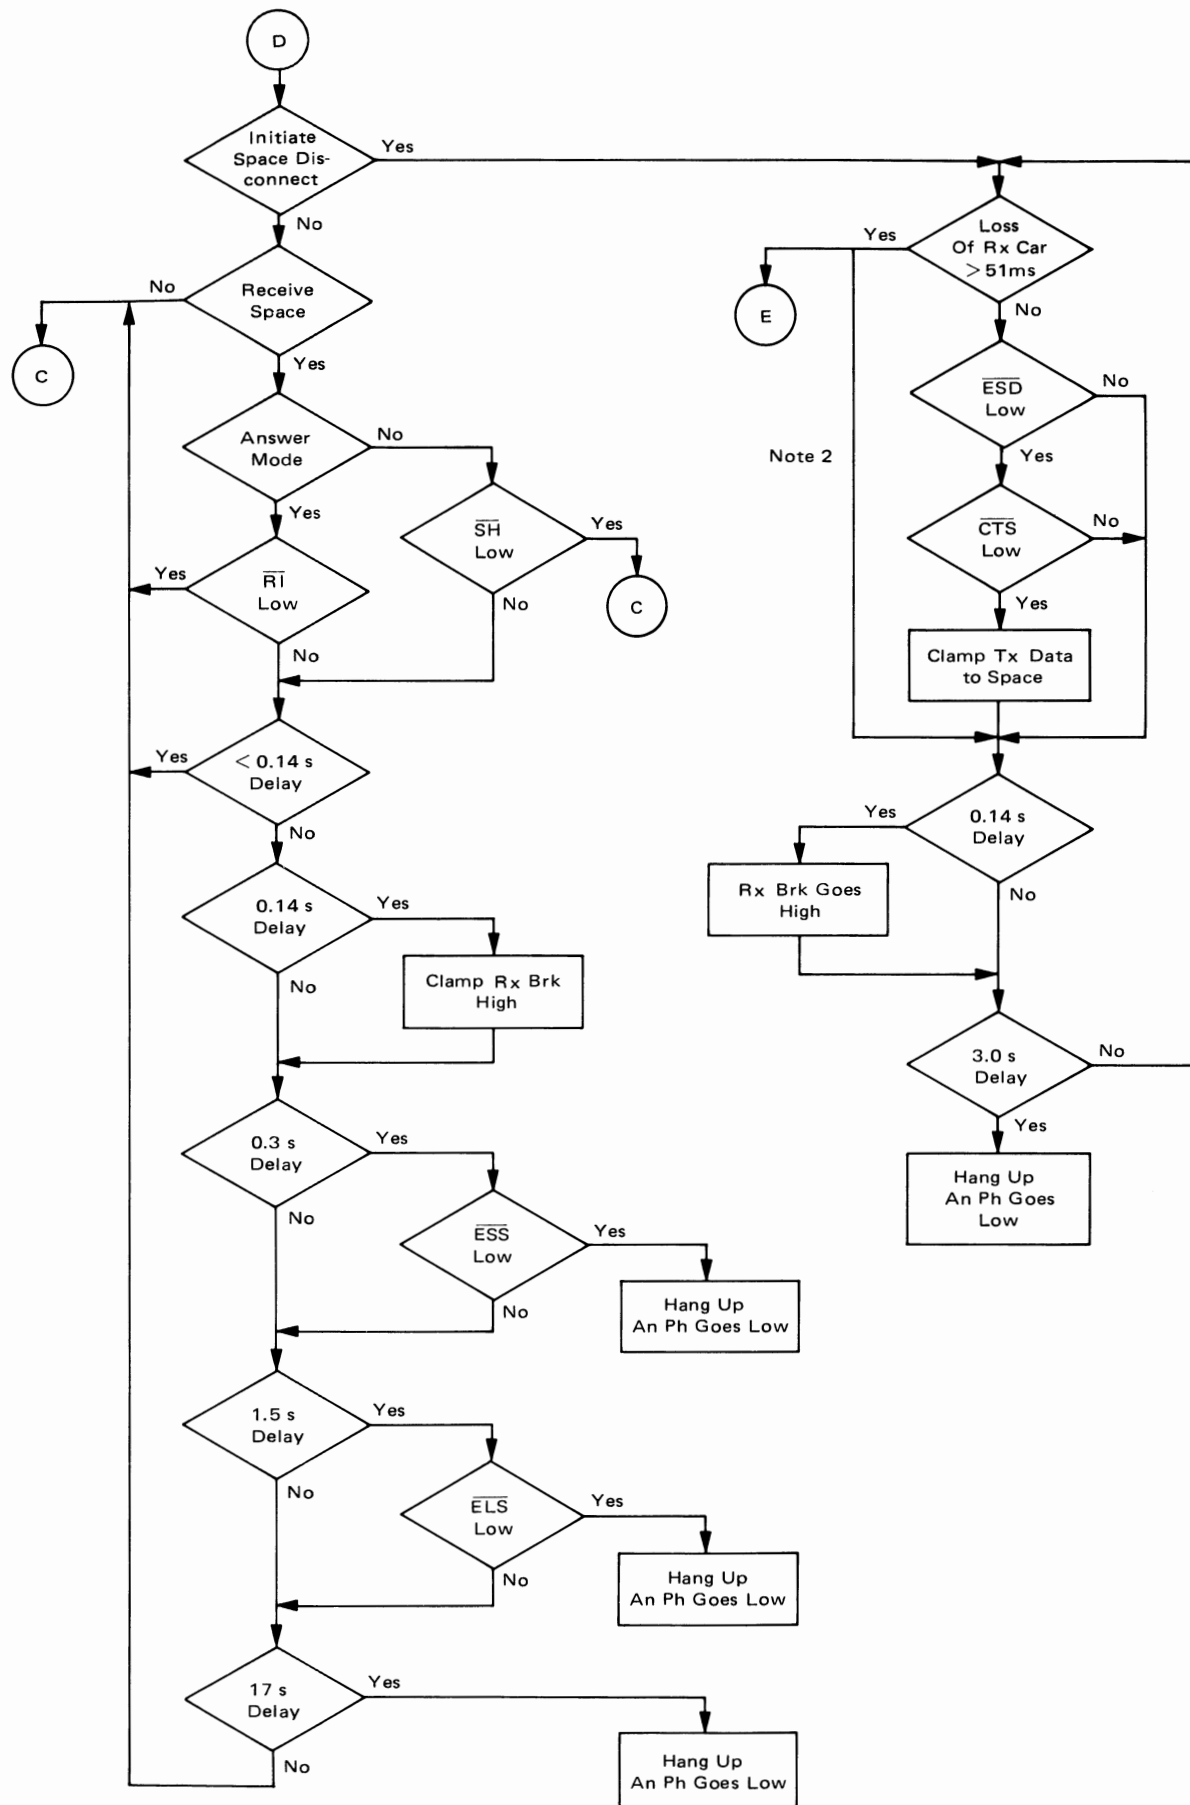 D
Initiate
Space Dis-
connect
Yes
No
Receive
Space
No
Yes
C
Answer
Mode
No
Yes
SH
Low
Yes
No
C
RI
Low
Yes
No
< 0.14 s
Delay
Yes
No
0.14 s
Delay
Yes
No
Clamp Rx Brk
High
0.3 s
Delay
Yes
No
ESS
Low
Yes
No
Hang Up
An Ph Goes Low
1.5 s
Delay
Yes
No
ELS
Low
Yes
No
Hang Up
An Ph Goes Low
17 s
Delay
Yes
No
Hang Up
An Ph Goes Low
Loss
Of Rx Car
> 51ms
Yes
No
E
Note 2
ESD
Low
No
Yes
CTS
Low
No
Yes
Clamp Tx Data
to Space
0.14 s
Delay
Yes
No
Rx Brk Goes
High
3.0 s
Delay
No
Yes
Hang Up
An Ph Goes
Low